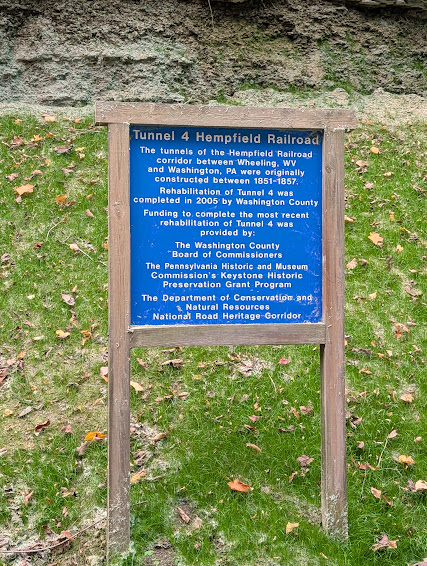 Tunnel 4 Hempfield Railroad
The tunnels of the Hempfield Railroad
corridor between Wheeling, WV
and Washington, PA were originally
constructed between 1851-1857.
Rehabilitation of Tunnel 4 was
completed in 2005 by Washington County
Funding to complete the most recent
rehabilitation of Tunnel 4 was
provided by:
The Washington County
Board of Commissioners
The Pennsylvania Historic and Museum
Commission's Keystone Historic
Preservation Grant Program
The Department of Conservation and
Natural Resources
National Road Heritage Corridor